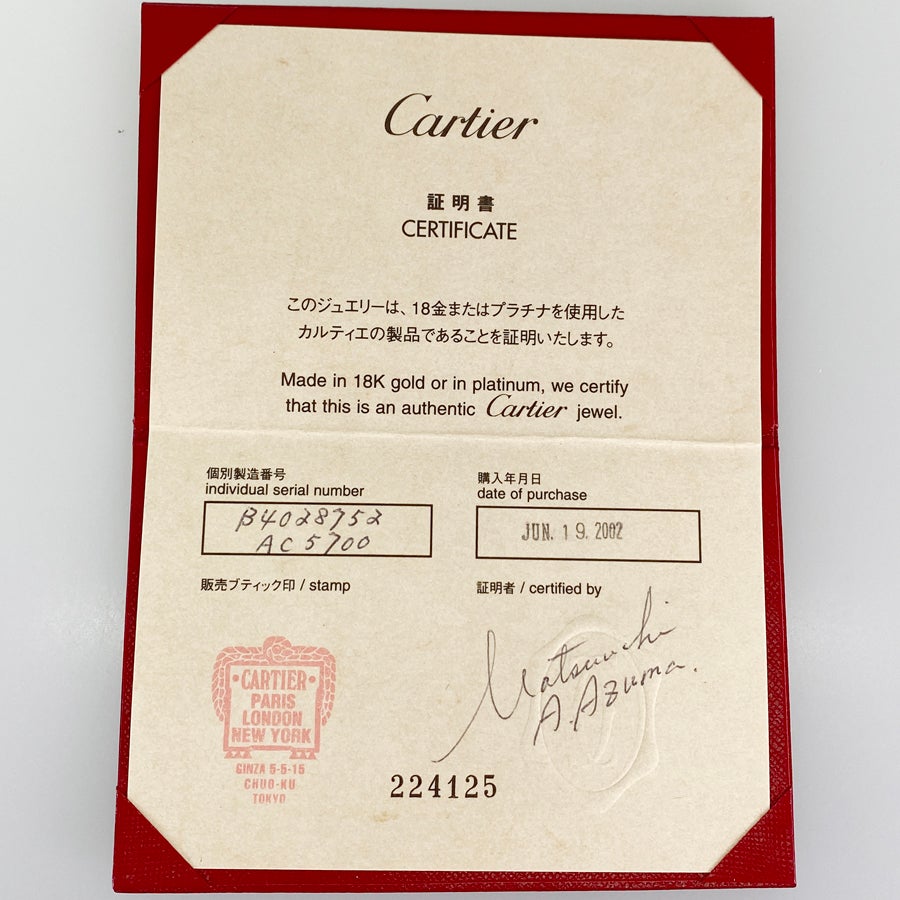 Cartier
証明書
CERTIFICATE
このジュエリーは、18金またはプラチナを使用した
カルティエの製品であることを証明いたします。
Made in 18K gold or in platinum, we certify
that this is an authentic Cartier jewel.
個別製造番号
individual serial number
B4028752
AC5700
購入年月日
date of purchase
JUN. 19. 2002
販売ブティック印 / stamp
証明者 / certified by
·CARTIER·
PARIS
LONDON
NEW YORK
GINZA 5-5-15
CHUO-KU
TOKYO
A. Azuma.
224125